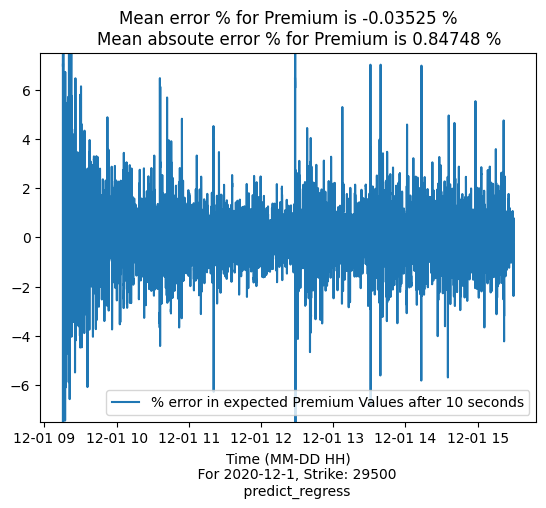 Mean error % for Premium is -0.03525 %
Mean absoute error % for Premium is 0.84748 %
6
4
2
0
−2
−4
−6
% error in expected Premium Values after 10 seconds
12-01 09 12-01 10 12-01 11 12-01 12 12-01 13 12-01 14 12-01 15
Time (MM-DD HH)
For 2020-12-1, Strike: 29500
predict_regress